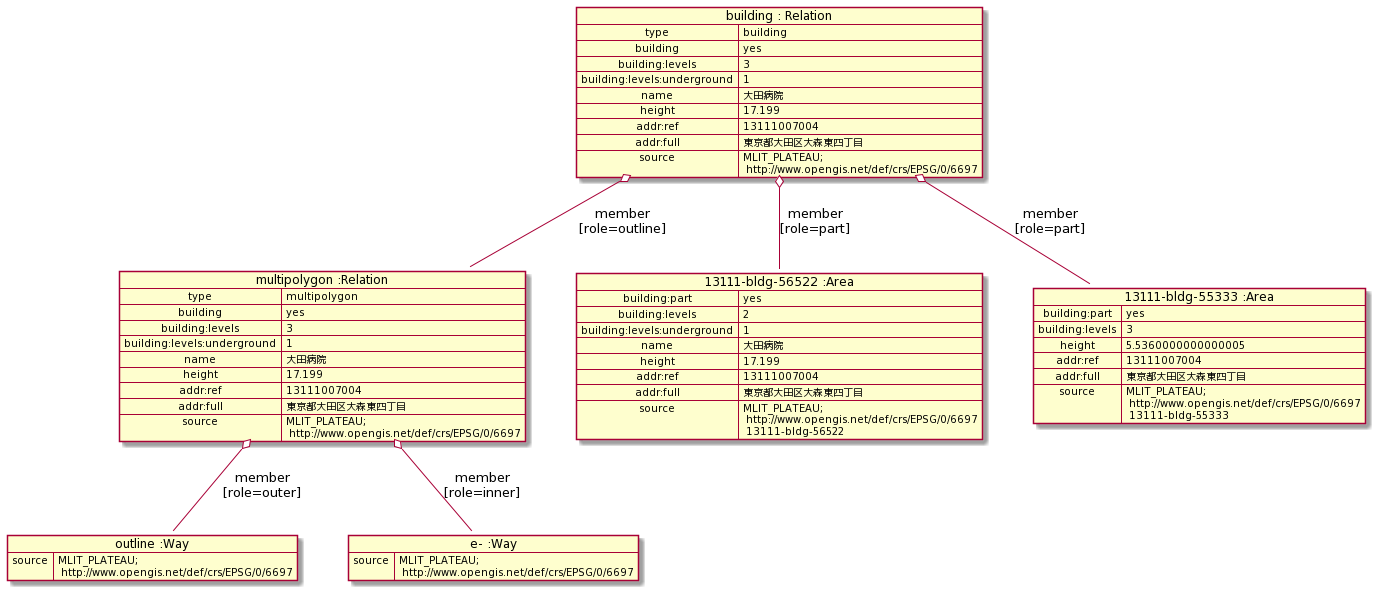 building : Relation
type building
building yes
building:levels 3
building:levels:underground 1
name 大田病院
height 17.199
addr:ref 13111007004
addr:full 東京都大田区大森東四丁目
source MLIT_PLATEAU;
http://www.opengis.net/def/crs/EPSG/0/6697
member
[role=outline]
member
[role=part]
member
[role=part]
multipolygon :Relation
type multipolygon
building yes
building:levels 3
building:levels:underground 1
name 大田病院
height 17.199
addr:ref 13111007004
addr:full 東京都大田区大森東四丁目
source MLIT_PLATEAU;
http://www.opengis.net/def/crs/EPSG/0/6697
13111-bldg-56522 :Area
building:part yes
building:levels 2
building:levels:underground 1
name 大田病院
height 17.199
addr:ref 13111007004
addr:full 東京都大田区大森東四丁目
source MLIT_PLATEAU;
http://www.opengis.net/def/crs/EPSG/0/6697
13111-bldg-56522
13111-bldg-55333 :Area
building:part yes
building:levels 3
height 5.5360000000000005
addr:ref 13111007004
addr:full 東京都大田区大森東四丁目
source MLIT_PLATEAU;
http://www.opengis.net/def/crs/EPSG/0/6697
13111-bldg-55333
member
[role=outer]
member
[role=inner]
outline :Way
source MLIT_PLATEAU;
http://www.opengis.net/def/crs/EPSG/0/6697
e- :Way
source MLIT_PLATEAU;
http://www.opengis.net/def/crs/EPSG/0/6697